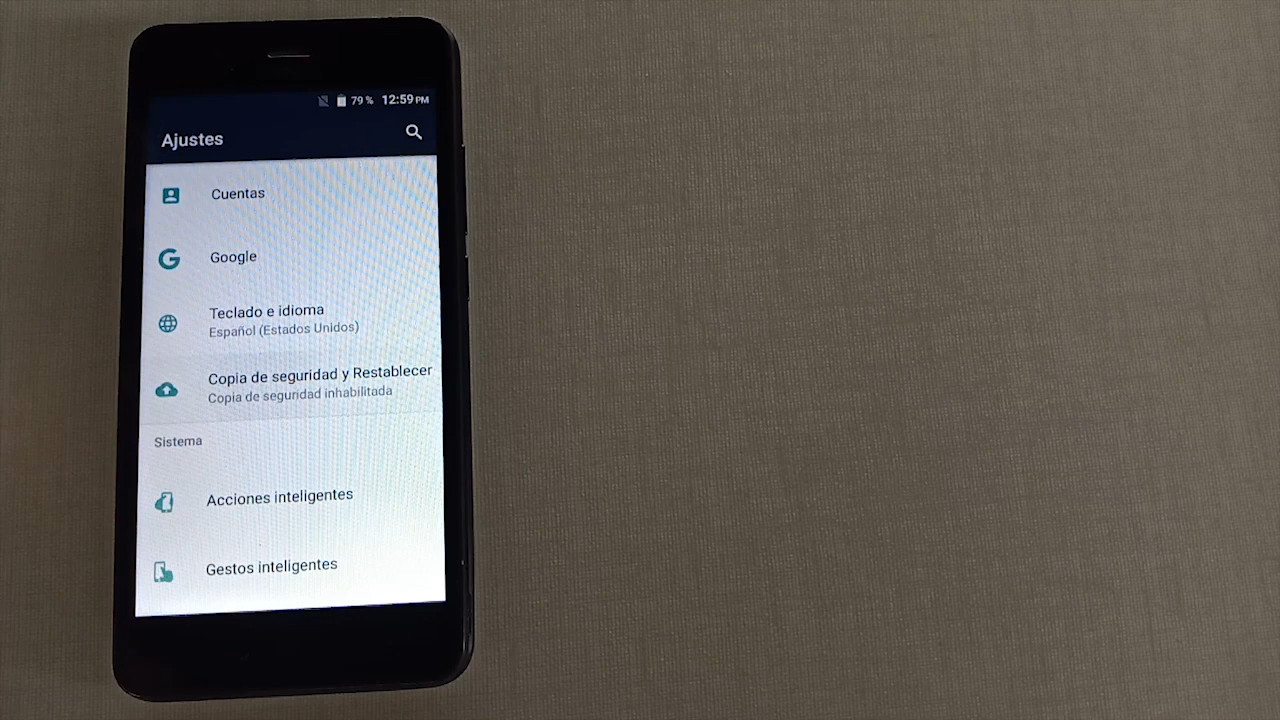 79 % 12:59 PM
Ajustes
Cuentas
Google
Teclado e idioma
Español (Estados Unidos)
Copia de seguridad y Restablecer
Copia de seguridad inhabilitada
Sistema
Acciones inteligentes
Gestos inteligentes